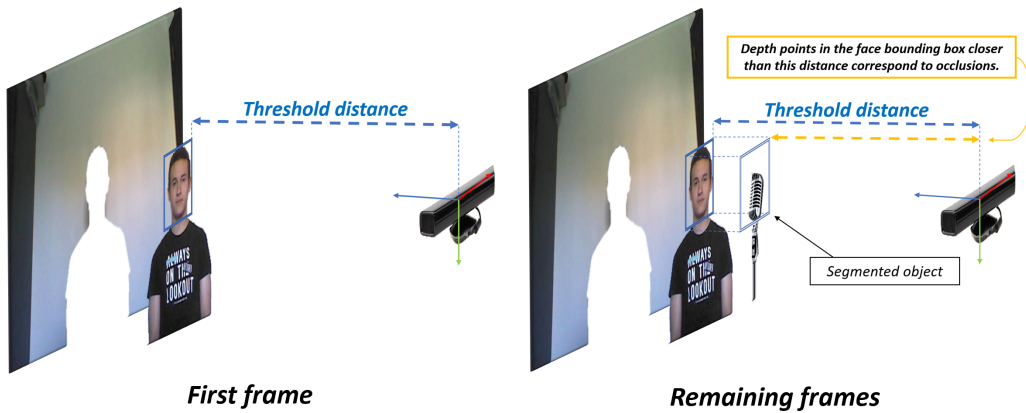 Threshold distance
ALWAYS
ON THE
LOOKOUT
First frame
Depth points in the face bounding box closer
than this distance correspond to occlusions.
Threshold distance
ALWAYS
ON THE
LOOKOUT
Segmented object
Remaining frames